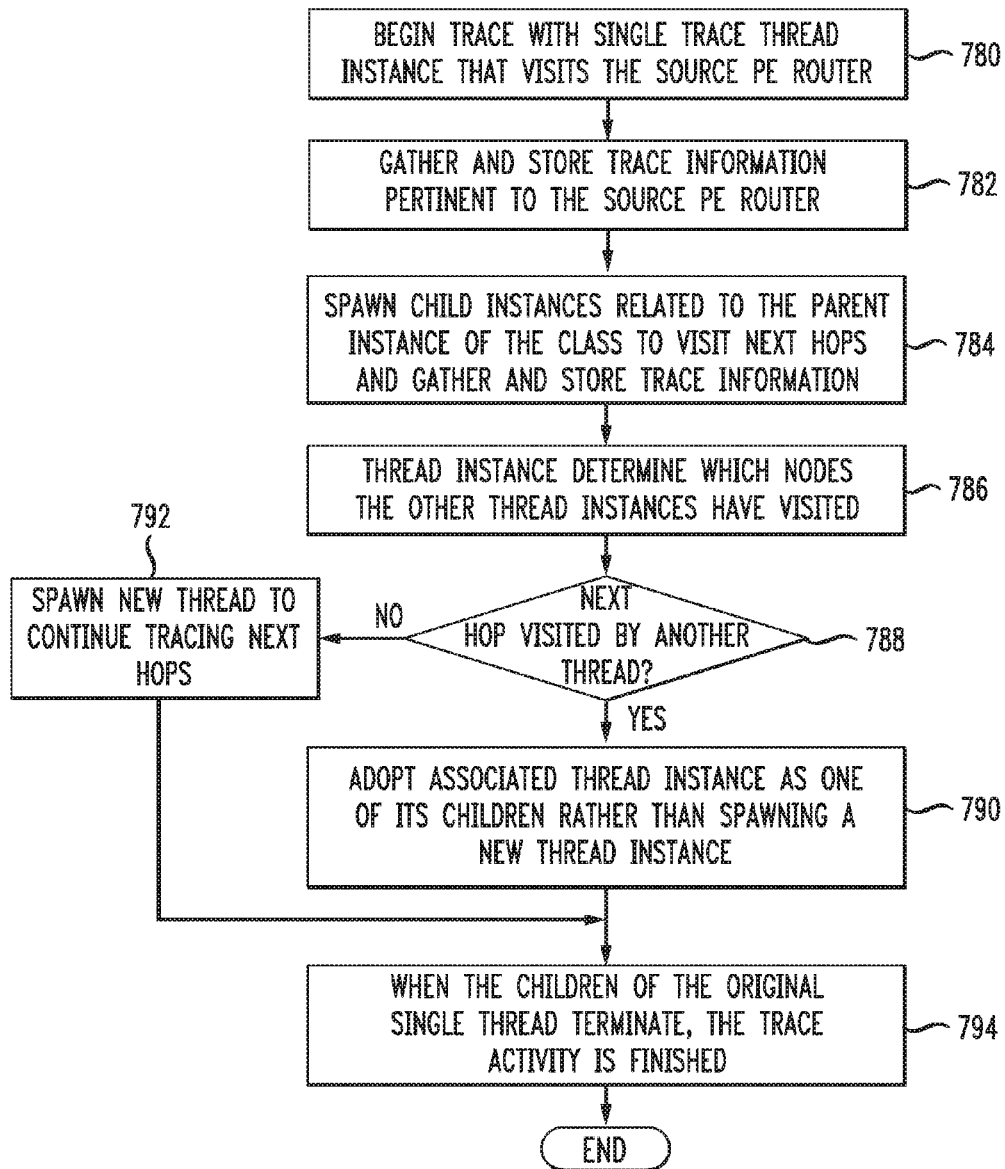 BEGIN TRACE WITH SINGLE TRACE THREAD
INSTANCE THAT VISITS THE SOURCE PE ROUTER
780
GATHER AND STORE TRACE INFORMATION
PERTINENT TO THE SOURCE PE ROUTER
782
SPAWN CHILD INSTANCES RELATED TO THE PARENT
INSTANCE OF THE CLASS TO VISIT NEXT HOPS
AND GATHER AND STORE TRACE INFORMATION
784
THREAD INSTANCE DETERMINE WHICH NODES
THE OTHER THREAD INSTANCES HAVE VISITED
786
792
SPAWN NEW THREAD TO
CONTINUE TRACING NEXT
HOPS
NO
NEXT
HOP VISITED BY ANOTHER
THREAD?
788
YES
ADOPT ASSOCIATED THREAD INSTANCE AS ONE
OF ITS CHILDREN RATHER THAN SPAWNING A
NEW THREAD INSTANCE
790
WHEN THE CHILDREN OF THE ORIGINAL
SINGLE THREAD TERMINATE, THE TRACE
ACTIVITY IS FINISHED
794
END